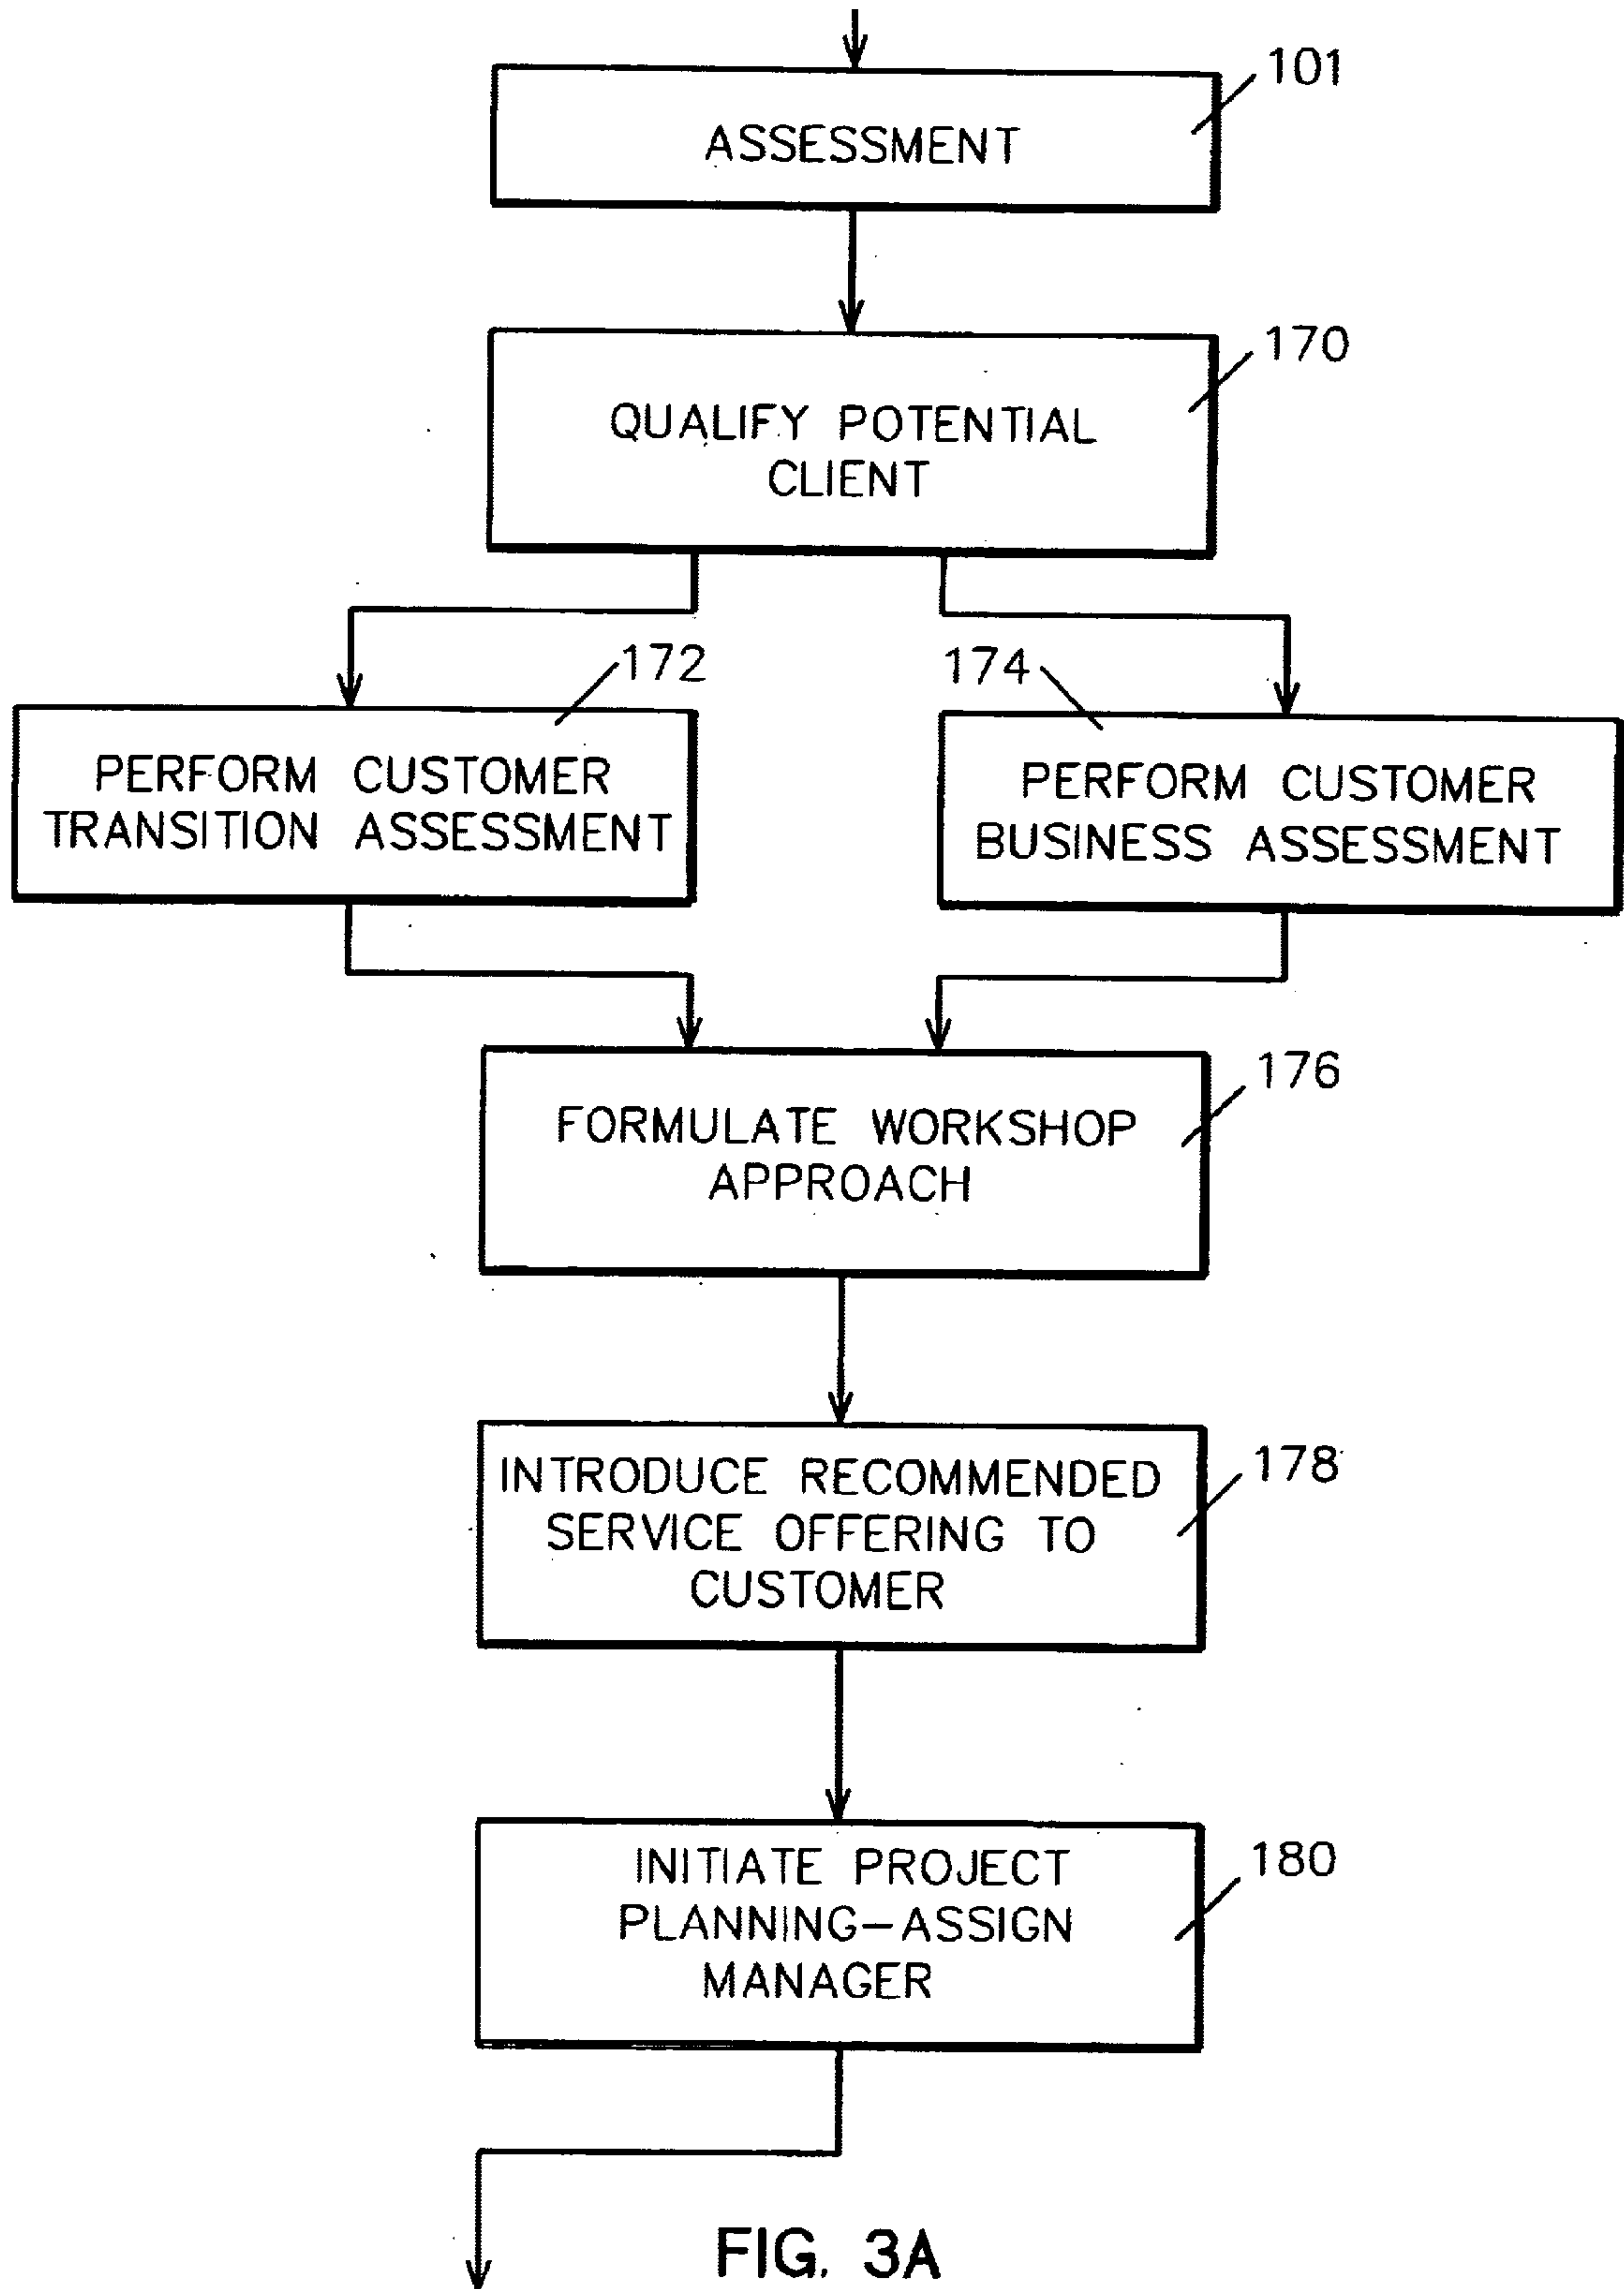 101
ASSESSMENT
170
QUALIFY POTENTIAL
CLIENT
172
174
PERFORM CUSTOMER
TRANSITION ASSESSMENT
PERFORM CUSTOMER
BUSINESS ASSESSMENT
176
FORMULATE WORKSHOP
APPROACH
178
INTRODUCE RECOMMENDED
SERVICE OFFERING TO
CUSTOMER
180
INITIATE PROJECT
PLANNING–ASSIGN
MANAGER
FIG. 3A